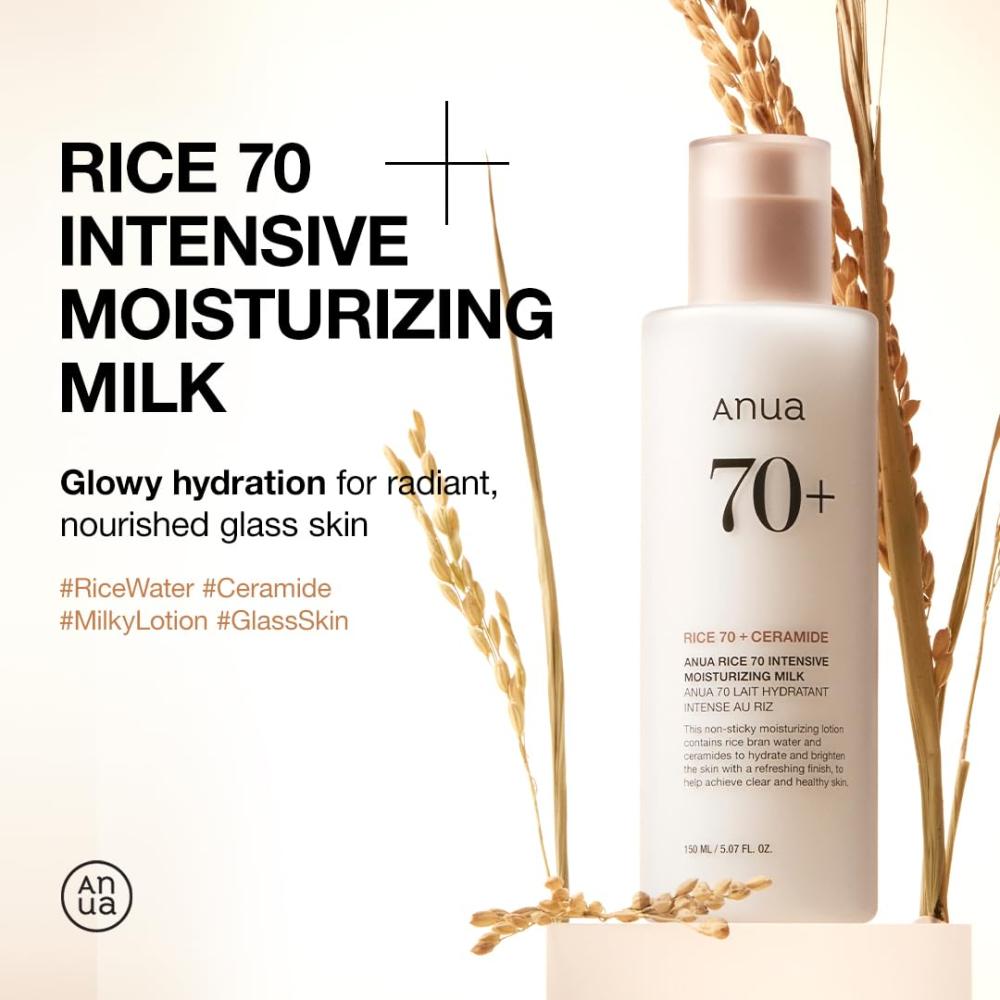 RICE 70
INTENSIVE
MOISTURIZING
MILK
Glowy hydration for radiant,
nourished glass skin
#RiceWater #Ceramide
#MilkyLotion #GlassSkin
An
ua
Anua
70+
RICE 70 + CERAMIDE
ANUA RICE 70 INTENSIVE
MOISTURIZING MILK
ANUA 70 LAIT HYDRATANT
INTENSE AU RIZ
This non-sticky moisturizing lotion
contains rice bran water and
ceramides to hydrate and brighten
the skin with a refreshing finish, to
help achieve clear and healthy skin.
150 ML / 5.07 FL. OZ.